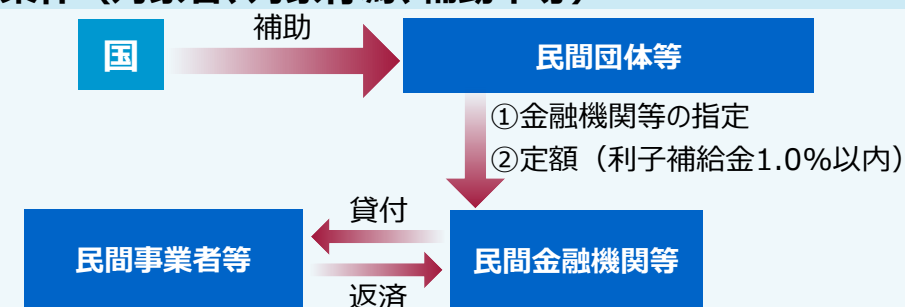 補助
国
民間団体等
①金融機関等の指定
②定額（利子補給金1.0%以内）
貸付
民間事業者等
民間金融機関等
返済